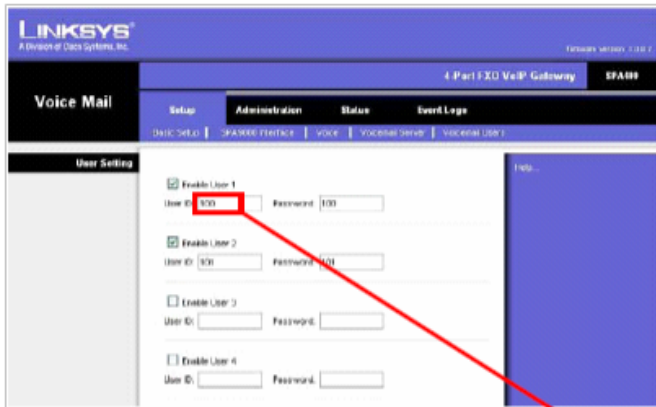 LINKSYS®
A Division of Cisco Systems, Inc.
Firmware Version: 1.0.0.2
4-Port FXO VoIP Gateway SPA400
Voice Mail
Setup Administration Status Event Logs
Basic Setup | SPA9000 Interface | Voice | Voicemail Server | Voicemail Users
User Setting
Help...
Enable User 1
User ID: 900 Password: 100
Enable User 2
User ID: Password: 101
Enable User 3
User ID: Password:
Enable User 4
User ID: Password: